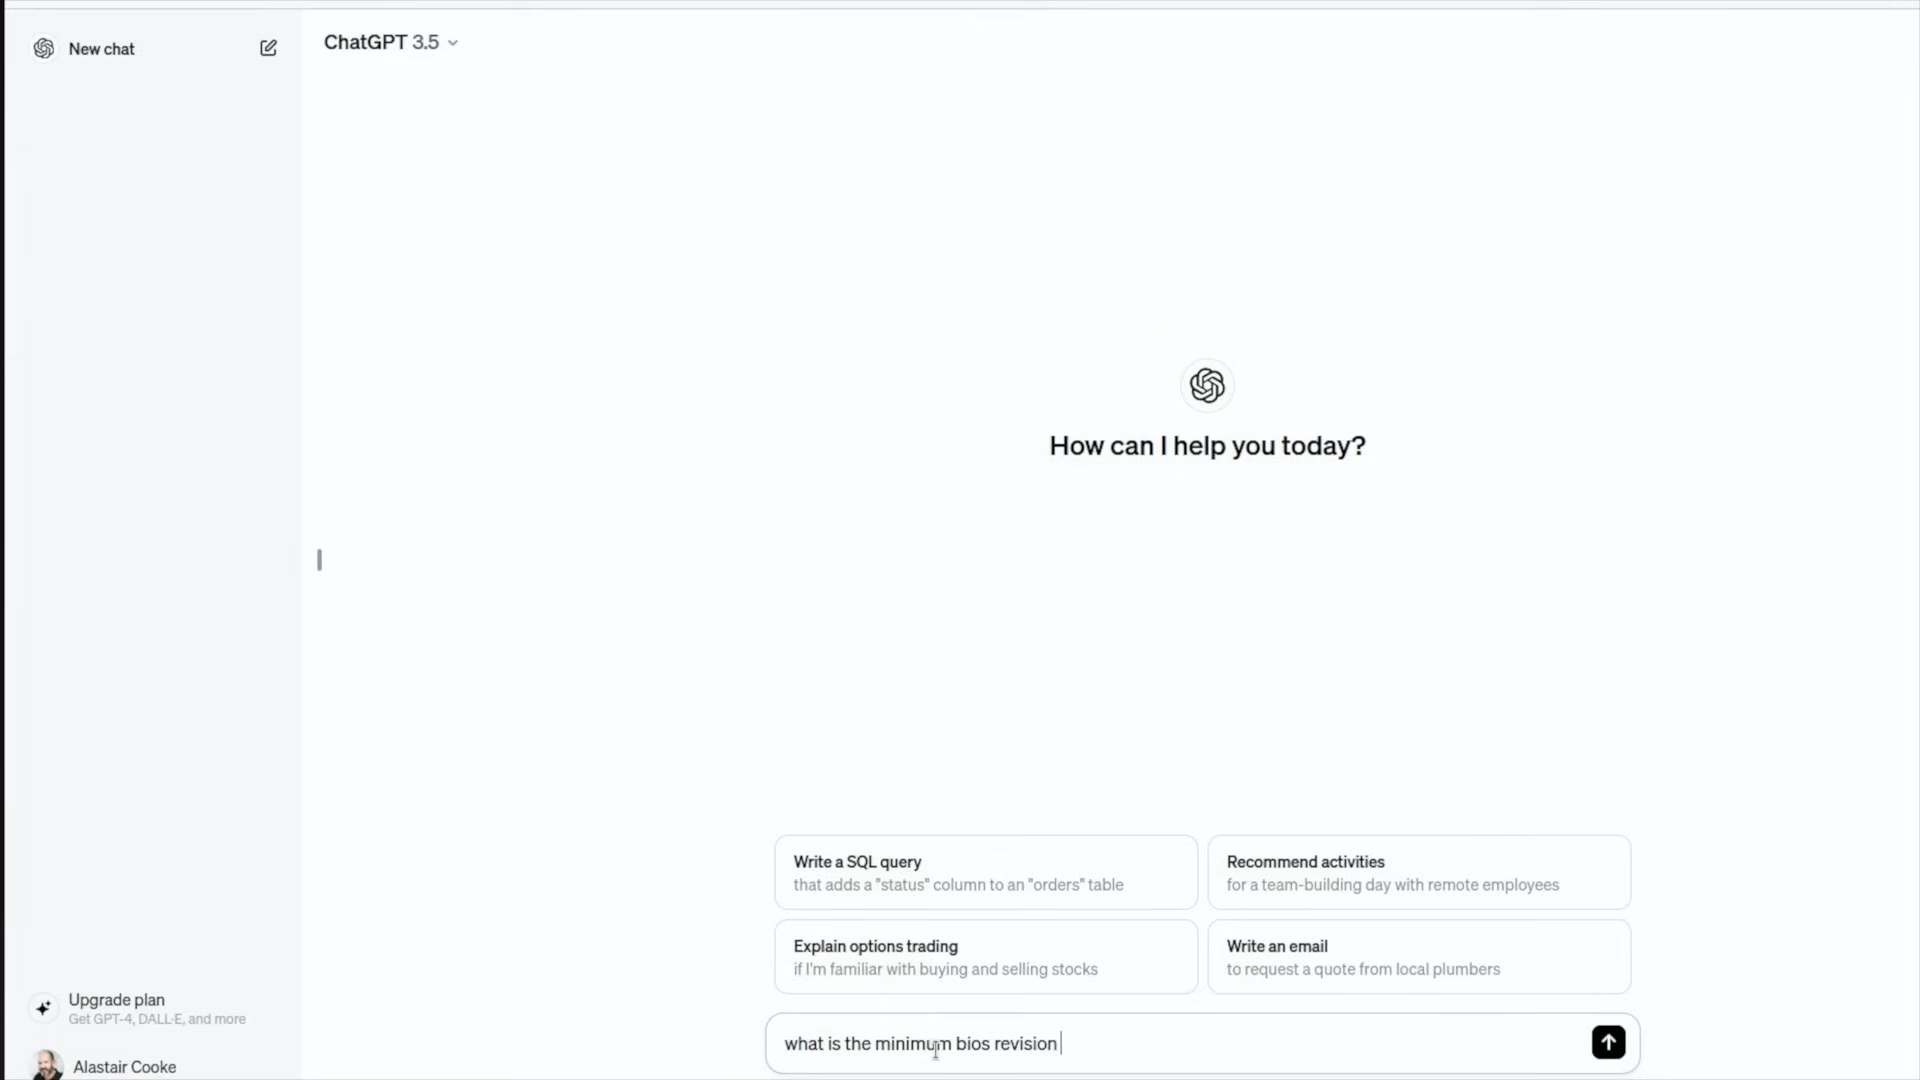 New chat
ChatGPT 3.5
How can I help you today?
Write a SQL query
that adds a "status" column to an "orders" table
Recommend activities
for a team-building day with remote employees
Explain options trading
if I'm familiar with buying and selling stocks
Write an email
to request a quote from local plumbers
Upgrade plan
Get GPT-4, DALL·E, and more
what is the minimum bios revision
Alastair Cooke